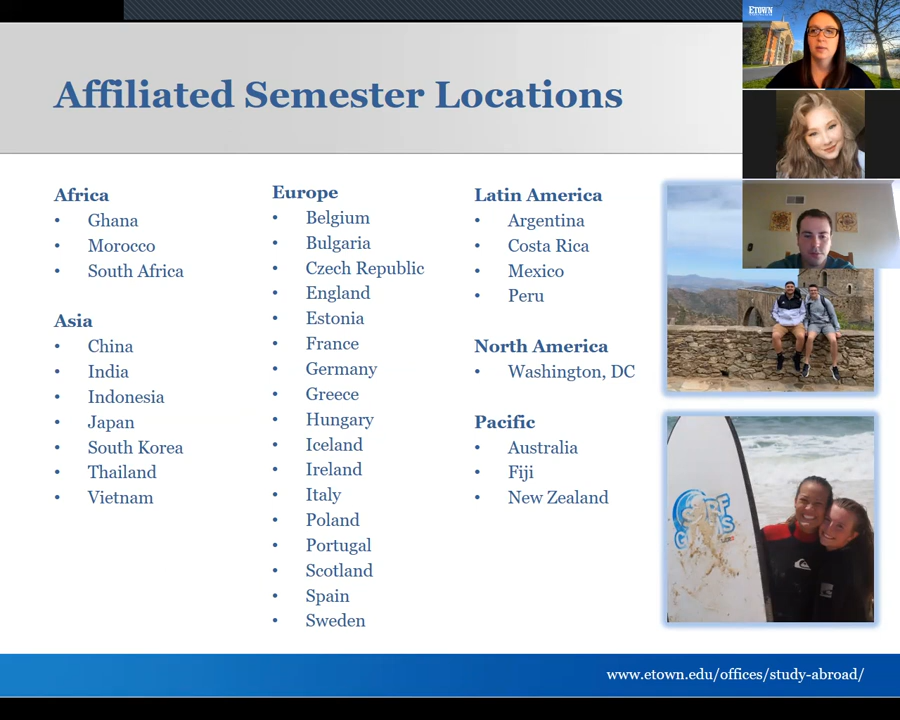 ETOWN
Affiliated Semester Locations
Africa
• Ghana
• Morocco
• South Africa
Asia
• China
• India
• Indonesia
• Japan
• South Korea
• Thailand
• Vietnam
Europe
• Belgium
• Bulgaria
• Czech Republic
• England
• Estonia
• France
• Germany
• Greece
• Hungary
• Iceland
• Ireland
• Italy
• Poland
• Portugal
• Scotland
• Spain
• Sweden
Latin America
• Argentina
• Costa Rica
• Mexico
• Peru
North America
• Washington, DC
Pacific
• Australia
• Fiji
• New Zealand
SURF
www.etown.edu/offices/study-abroad/